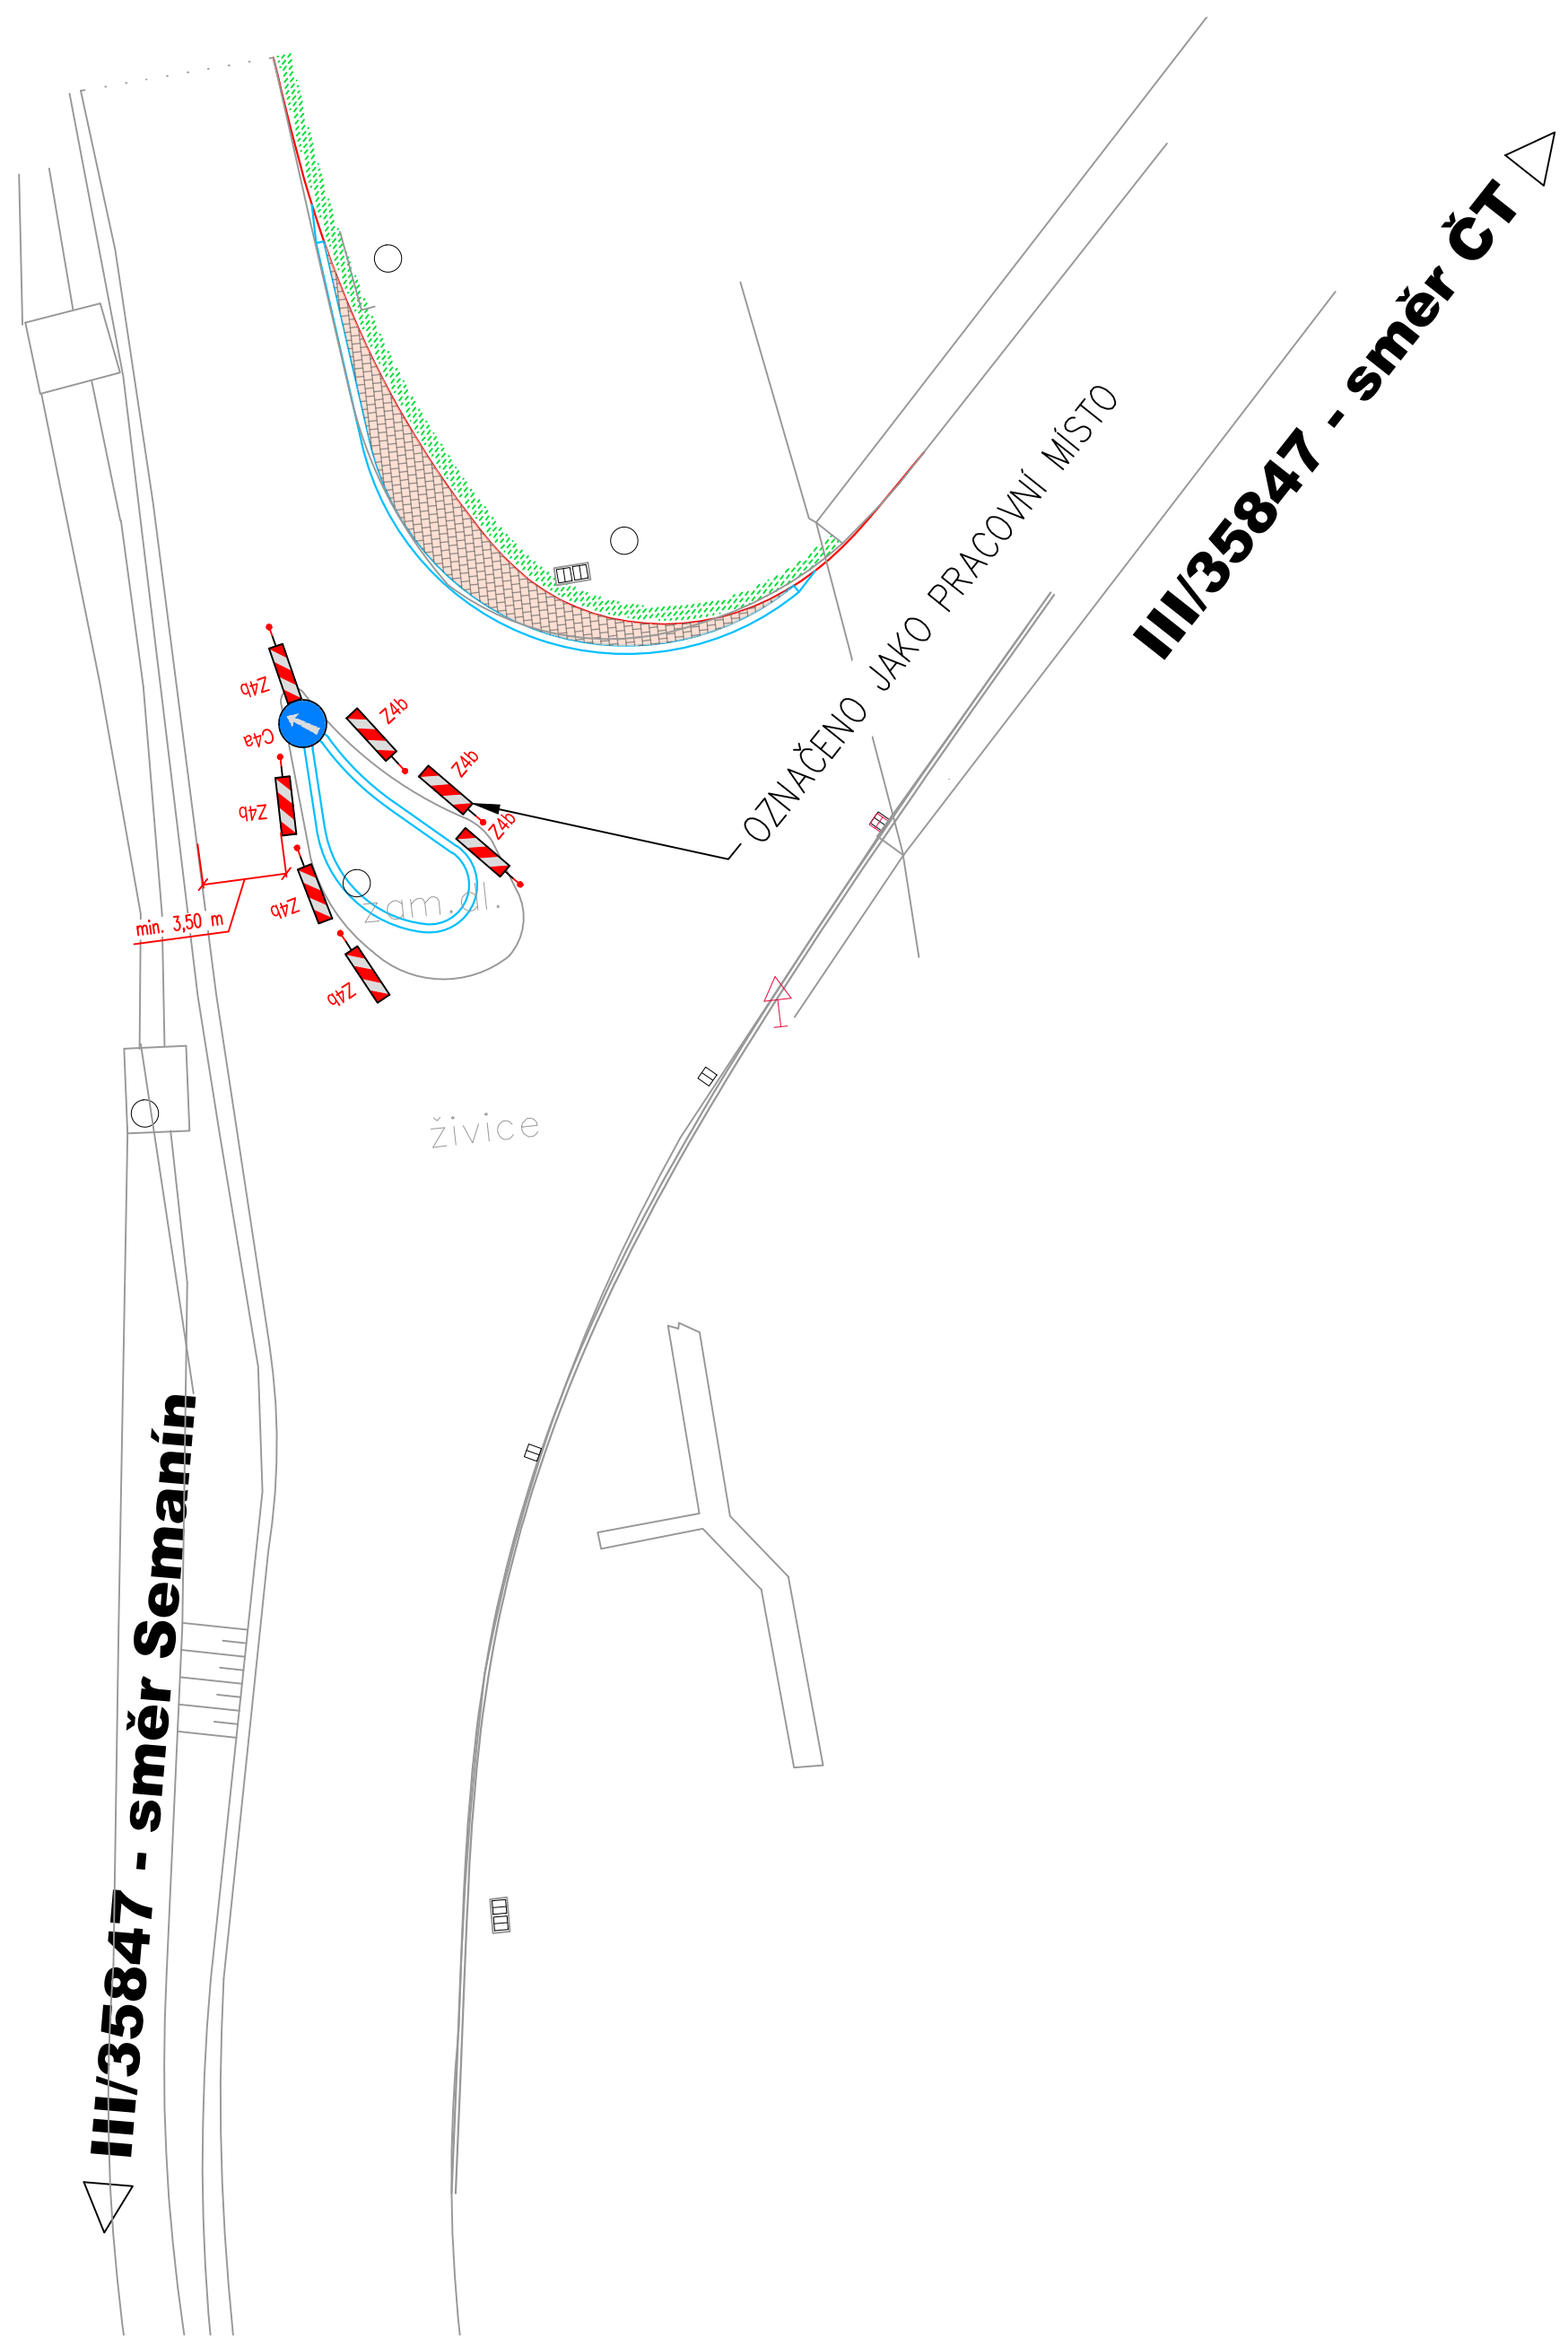 III/35847 - směr ČT
OZNAČENO JAKO PRACOVNÍ MÍSTO
Z4b
C4a
Z4b
Z4b
Z4b
Z4b
Z4b
Z4b
min. 3,50 m
zam.dl.
živice
III/35847 - směr Semanín